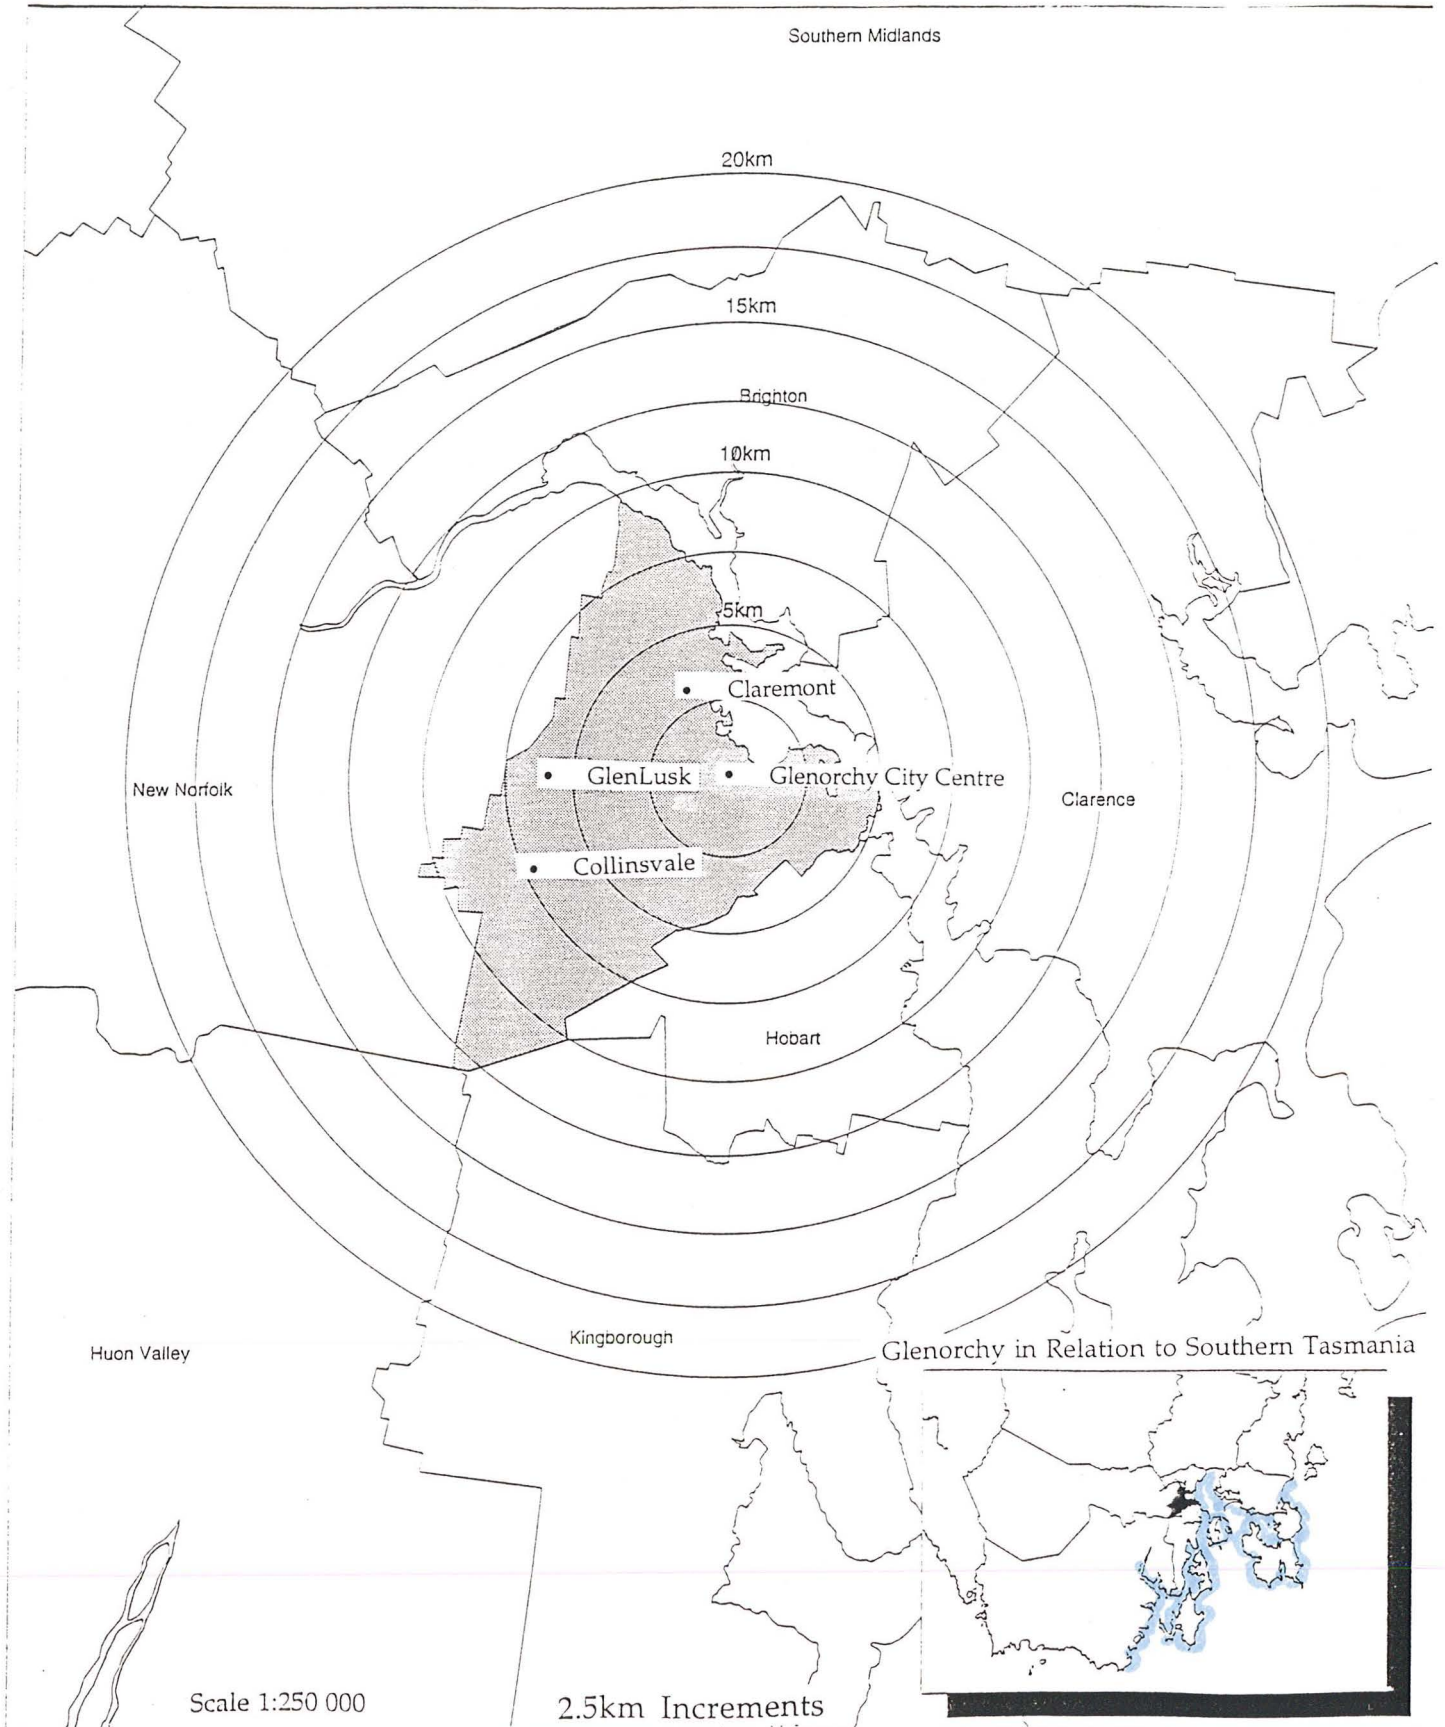 Southern Midlands
20km
15km
Brighton
10km
5km
Claremont
GlenLusk
Glenorchy City Centre
New Norfolk
Clarence
Collinsvale
Hobart
Kingborough
Huon Valley
Glenorchy in Relation to Southern Tasmania
Scale 1:250 000
2.5km Increments